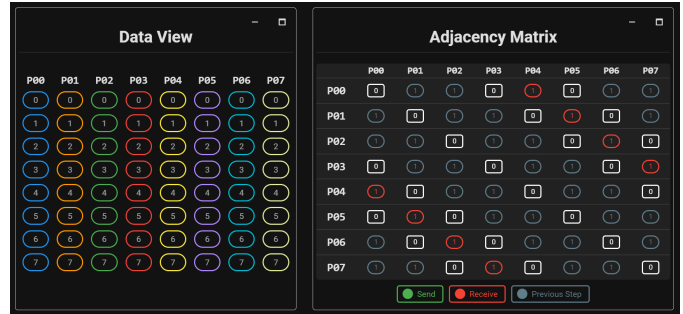 Data View
P00 P01 P02 P03 P04 P05 P06 P07
0 0 0 0 0 0 0 0
1 1 1 1 1 1 1 1
2 2 2 2 2 2 2 2
3 3 3 3 3 3 3 3
4 4 4 4 4 4 4 4
5 5 5 5 5 5 5 5
6 6 6 6 6 6 6 6
7 7 7 7 7 7 7 7
Adjacency Matrix
P00 P01 P02 P03 P04 P05 P06 P07
P00 0 1 1 0 1 0 1 1
P01 1 0 1 1 0 1 0 1
P02 1 1 0 1 1 0 1 0
P03 0 1 1 0 1 1 0 1
P04 1 0 1 1 0 1 1 0
P05 0 1 0 1 1 0 1 1
P06 1 0 1 0 1 1 0 1
P07 1 1 0 1 0 1 1 0
Send Receive Previous Step